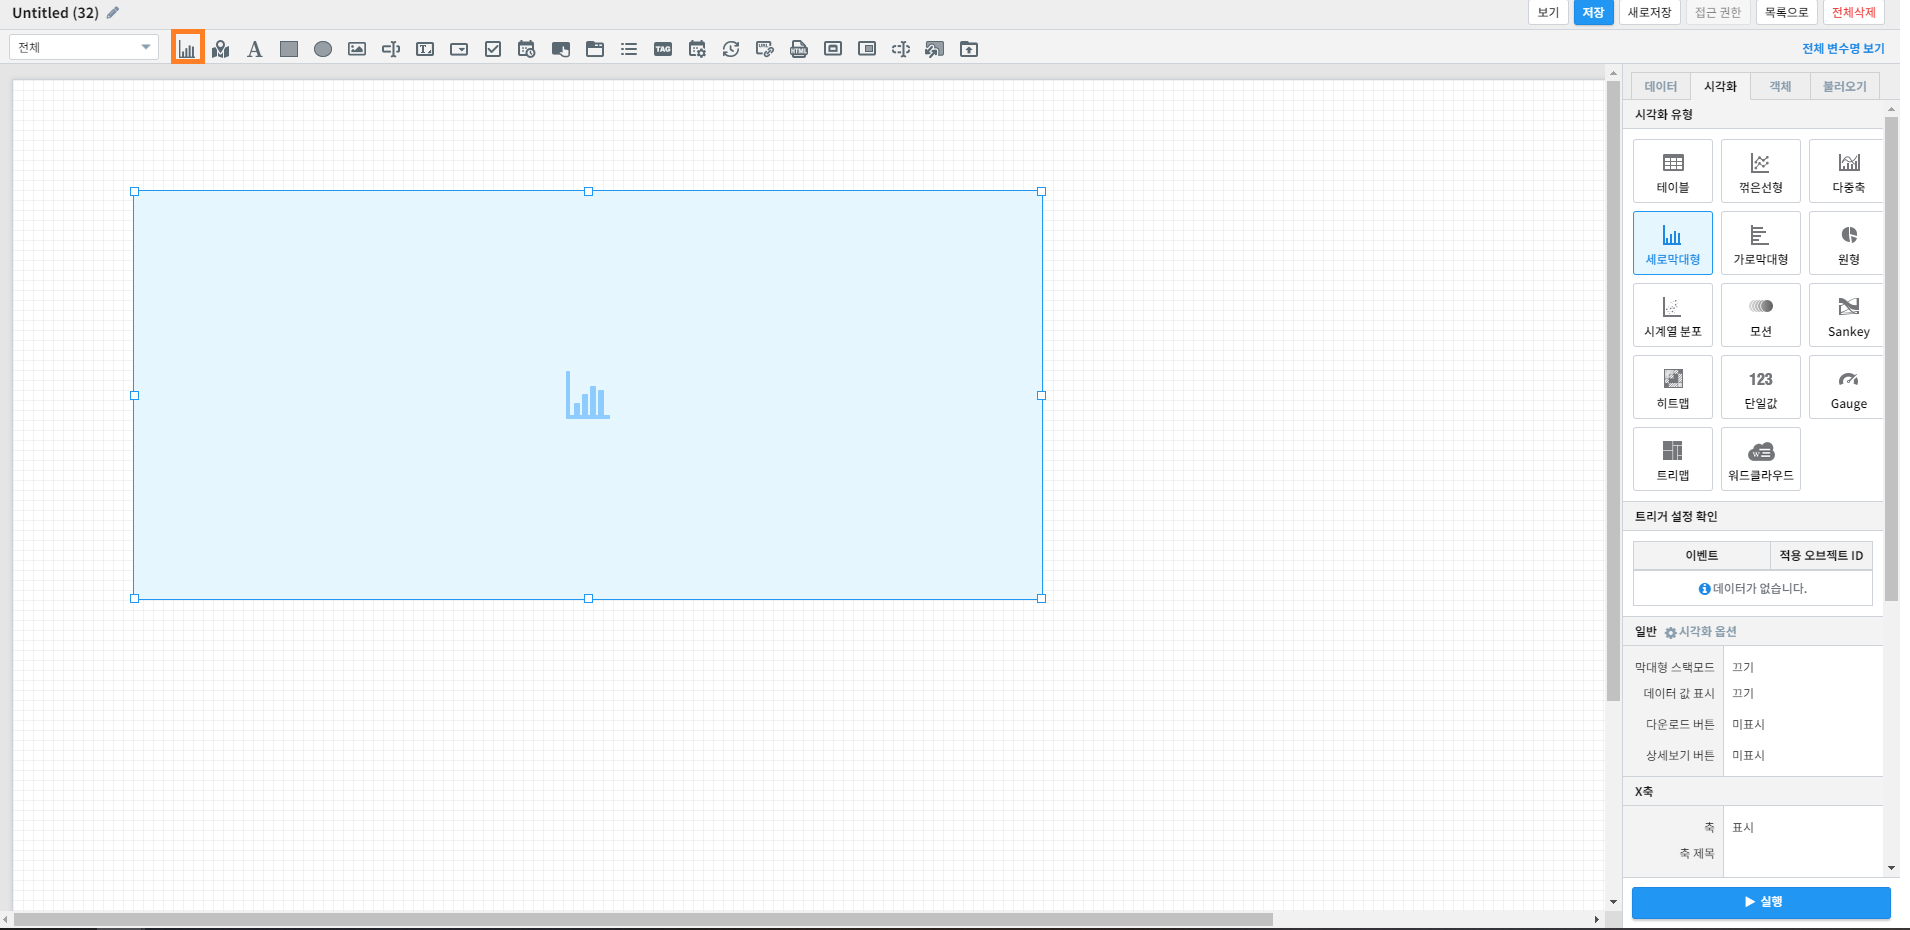 Untitled (32)
보기 저장 새로저장 접근 권한 목록으로 전체삭제
전체
A
T
TAG
URL
HTML
전체 변수명 보기
데이터 시각화 객체 불러오기
시각화 유형
테이블 꺾은선형 다중축
세로막대형 가로막대형 원형
시계열 분포 모션 Sankey
123
히트맵 단일값 Gauge
W
트리맵 워드클라우드
트리거 설정 확인
이벤트 적용 오브젝트 ID
데이터가 없습니다.
일반 시각화 옵션
막대형 스택모드 끄기
데이터 값 표시 끄기
다운로드 버튼 미표시
상세보기 버튼 미표시
X축
축 표시
축 제목
실행